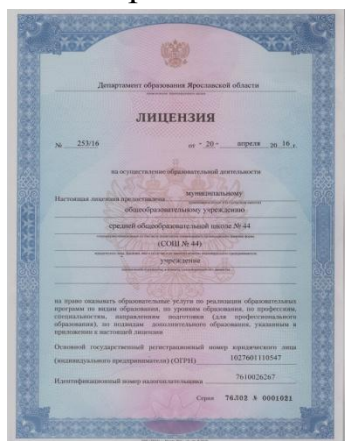 Департамент образования Ярославской области
ЛИЦЕНЗИЯ
№ 253/16 от " 20 " апреля 20 16 г.
на осуществление образовательной деятельности
Настоящая лицензия предоставлена муниципальному
общеобразовательному учреждению
средней общеобразовательной школе № 44
(СОШ № 44)
учреждение
на право оказывать образовательные услуги по реализации образовательных
программ по видам образования, по уровням образования, по профессиям,
специальностям, направлениям подготовки (для профессионального
образования), по подвидам дополнительного образования, указанным в
приложении к настоящей лицензии
Основной государственный регистрационный номер юридического лица
(индивидуального предпринимателя) (ОГРН) 1027601110547
Идентификационный номер налогоплательщика 7610026267
Серия 76Л02 № 0001021